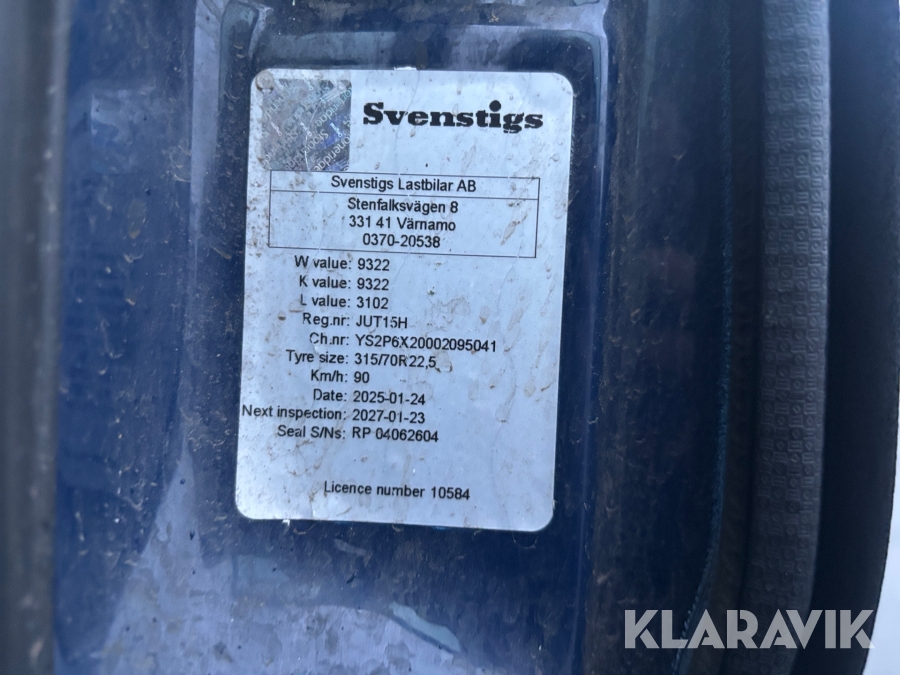 Svenstigs
Svenstigs Lastbilar AB
Stenfalksvägen 8
331 41 Värnamo
0370-20538
W value: 9322
K value: 9322
L value: 3102
Reg.nr: JUT15H
Ch.nr: YS2P6X20002095041
Tyre size: 315/70R22,5
Km/h: 90
Date: 2025-01-24
Next inspection: 2027-01-23
Seal S/Ns: RP 04062604
Licence number 10584
KLARAVIK